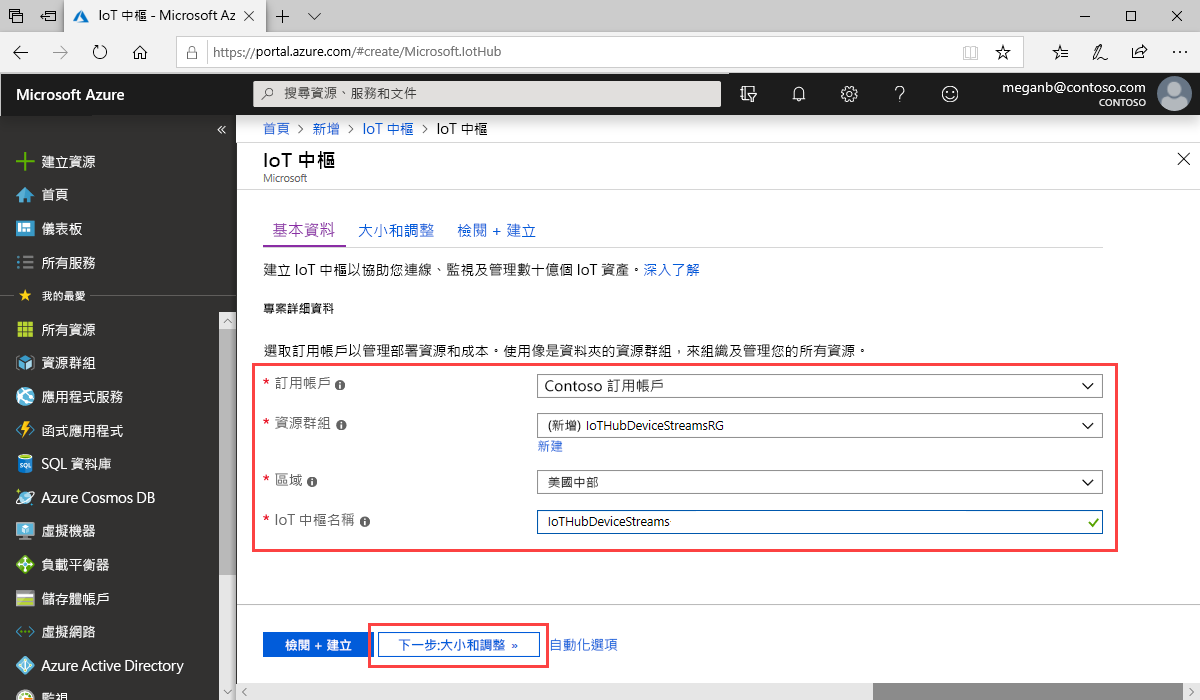 IoT 中樞 - Microsoft Az
https://portal.azure.com/#create/Microsoft.IotHub
Microsoft Azure
搜尋資源、服務和文件
meganb@contoso.com
CONTOSO
建立資源
首頁
儀表板
所有服務
我的最愛
所有資源
資源群組
應用程式服務
函式應用程式
SQL 資料庫
Azure Cosmos DB
虛擬機器
負載平衡器
儲存體帳戶
虛擬網路
Azure Active Directory
監視
首頁 > 新增 > IoT 中樞 > IoT 中樞
IoT 中樞
Microsoft
基本資料 大小和調整 檢閱 + 建立
建立 IoT 中樞以協助您連線、監視及管理數十億個 IoT 資產。深入了解
專案詳細資料
選取訂用帳戶以管理部署資源和成本。使用像是資料夾的資源群組，來組織及管理您的所有資源。
* 訂用帳戶
Contoso 訂用帳戶
* 資源群組
(新增) IoTHubDeviceStreamsRG
新建
* 區域
美國中部
* IoT 中樞名稱
IoTHubDeviceStreams
檢閱 + 建立 下一步:大小和調整 » 自動化選項